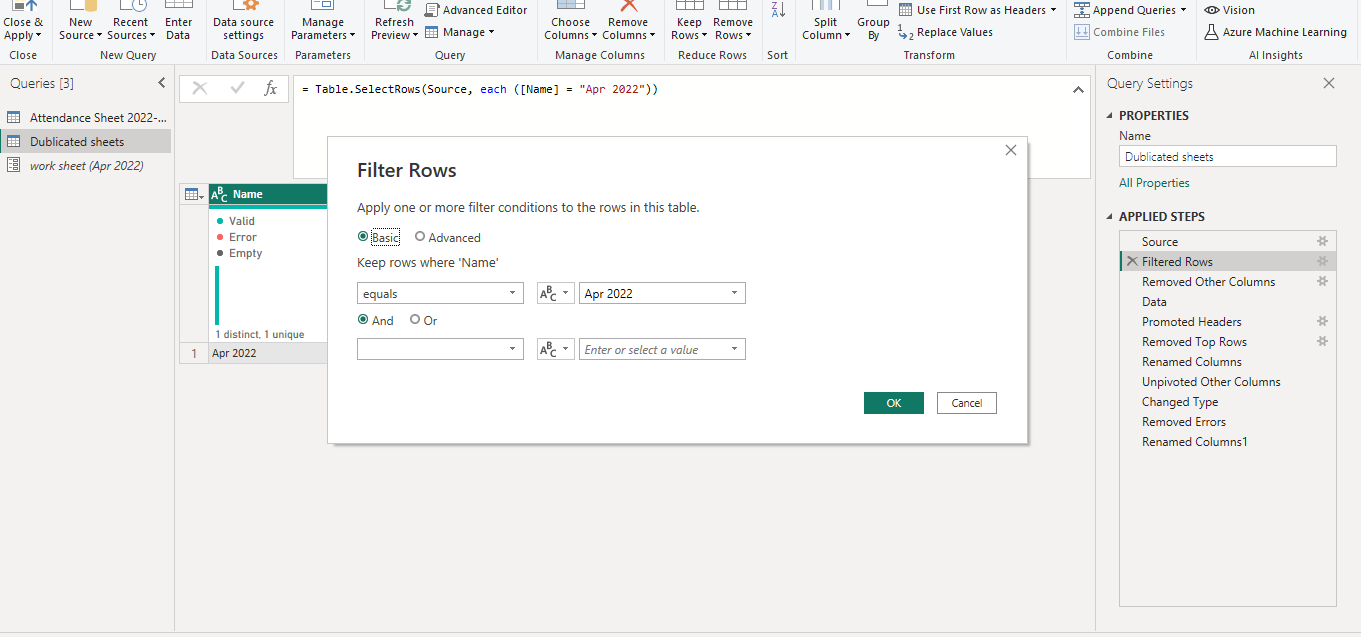 Close & Apply
New Source
Recent Sources
Enter Data
Data source settings
Manage Parameters
Refresh Preview
Advanced Editor
Manage
Choose Columns
Remove Columns
Keep Rows
Remove Rows
Split Column
Group By
Use First Row as Headers
1 2 Replace Values
Append Queries
Combine Files
Vision
Azure Machine Learning
Close
New Query
Data Sources
Parameters
Query
Manage Columns
Reduce Rows
Sort
Transform
Combine
AI Insights
Queries [3]
Attendance Sheet 2022-...
Dublicated sheets
work sheet (Apr 2022)
fx
= Table.SelectRows(Source, each ([Name] = "Apr 2022"))
ABC Name
Valid
Error
Empty
1 distinct, 1 unique
1 Apr 2022
Filter Rows
Apply one or more filter conditions to the rows in this table.
Basic Advanced
Keep rows where 'Name'
equals ABC Apr 2022
And Or
ABC Enter or select a value
OK Cancel
Query Settings
PROPERTIES
Name
Dublicated sheets
All Properties
APPLIED STEPS
Source
Filtered Rows
Removed Other Columns
Data
Promoted Headers
Removed Top Rows
Renamed Columns
Unpivoted Other Columns
Changed Type
Removed Errors
Renamed Columns1